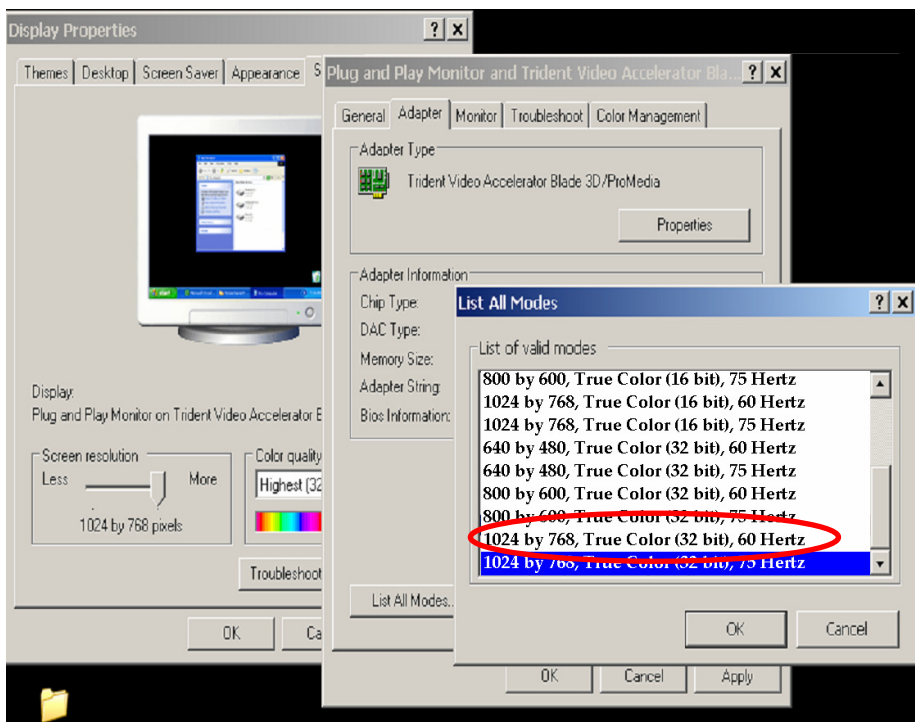 Display Properties
Themes
Desktop
Screen Saver
Appearance
S
Display:
Plug and Play Monitor on Trident Video Accelerator B
Screen resolution
Less
More
1024 by 768 pixels
Color quality
Highest (32
Troubleshoot
OK
Ca
Plug and Play Monitor and Trident Video Accelerator Bla...
General
Adapter
Monitor
Troubleshoot
Color Management
Adapter Type
Trident Video Accelerator Blade 3D/ProMedia
Properties
Adapter Information
Chip Type:
DAC Type:
Memory Size:
Adapter String:
Bios Information:
List All Modes..
OK
Cancel
Apply
List All Modes
List of valid modes
800 by 600, True Color (16 bit), 75 Hertz
1024 by 768, True Color (16 bit), 60 Hertz
1024 by 768, True Color (16 bit), 75 Hertz
640 by 480, True Color (32 bit), 60 Hertz
640 by 480, True Color (32 bit), 75 Hertz
800 by 600, True Color (32 bit), 60 Hertz
800 by 600, True Color (32 bit), 75 Hertz
1024 by 768, True Color (32 bit), 60 Hertz
1024 by 768, True Color (32 bit), 75 Hertz
OK
Cancel